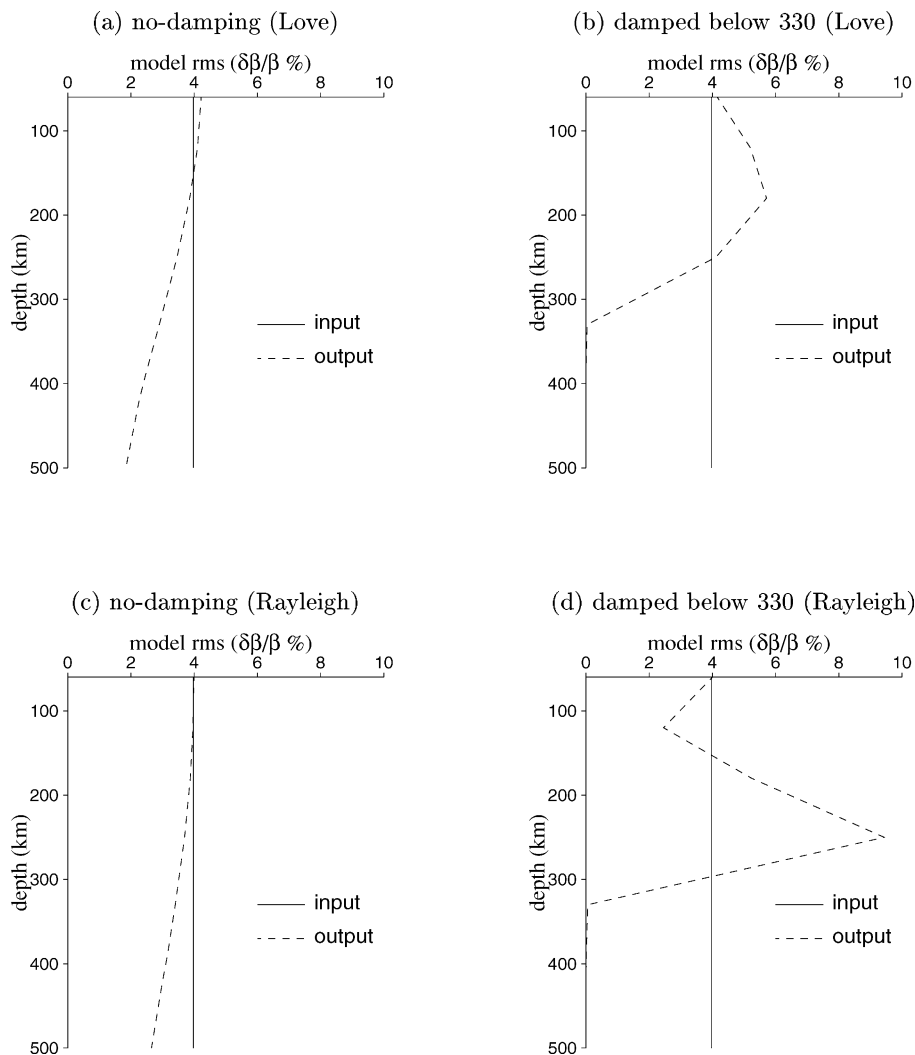 (a) no-damping (Love)
model rms (δβ/β %)
0 2 4 6 8 10
100
200
300
400
500
depth (km)
input
output
(b) damped below 330 (Love)
model rms (δβ/β %)
0 2 4 6 8 10
100
200
300
400
500
depth (km)
input
output
(c) no-damping (Rayleigh)
model rms (δβ/β %)
0 2 4 6 8 10
100
200
300
400
500
depth (km)
input
output
(d) damped below 330 (Rayleigh)
model rms (δβ/β %)
0 2 4 6 8 10
100
200
300
400
500
depth (km)
input
output